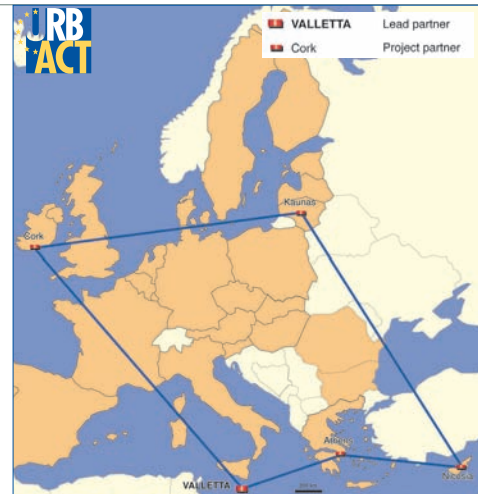 URB
ACT
VALLETTA Lead partner
Cork Project partner
Kaunas
Cork
Athens
Nicosia
VALLETTA